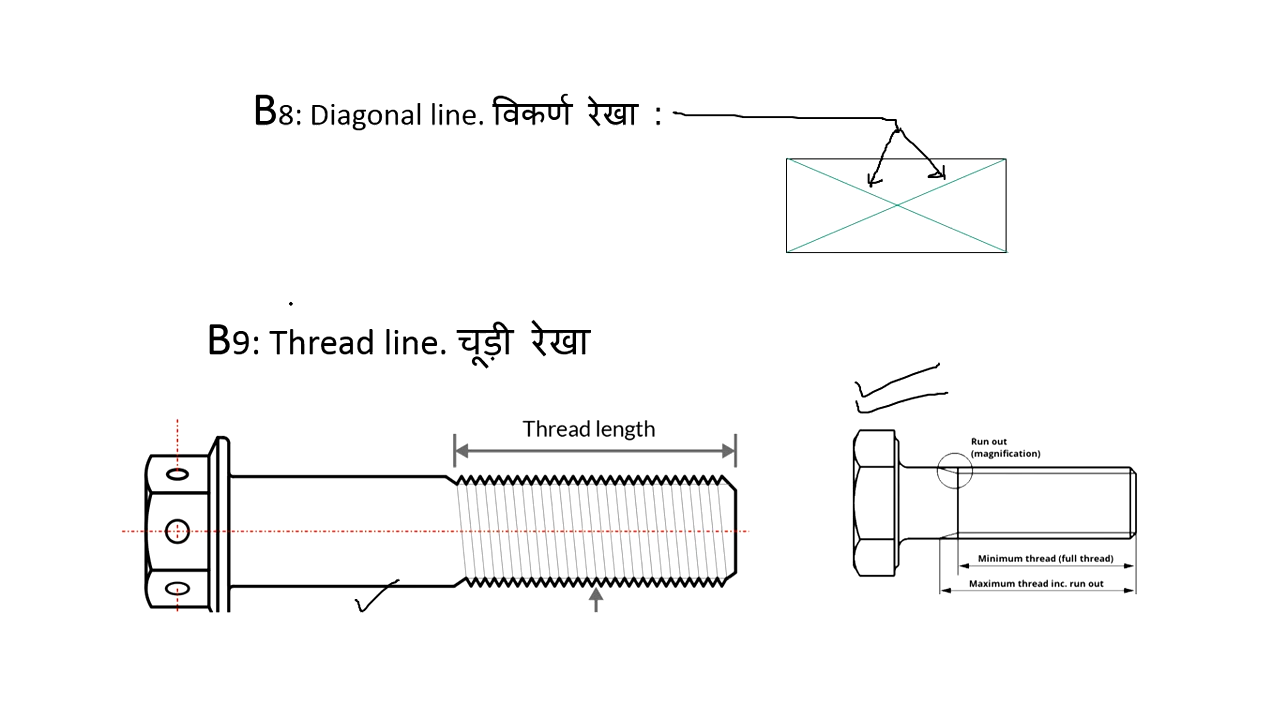 B8: Diagonal line. विकर्ण रेखा :
B9: Thread line. चूड़ी रेखा
Thread length
Run out
(magnification)
Minimum thread (full thread)
Maximum thread inc. run out